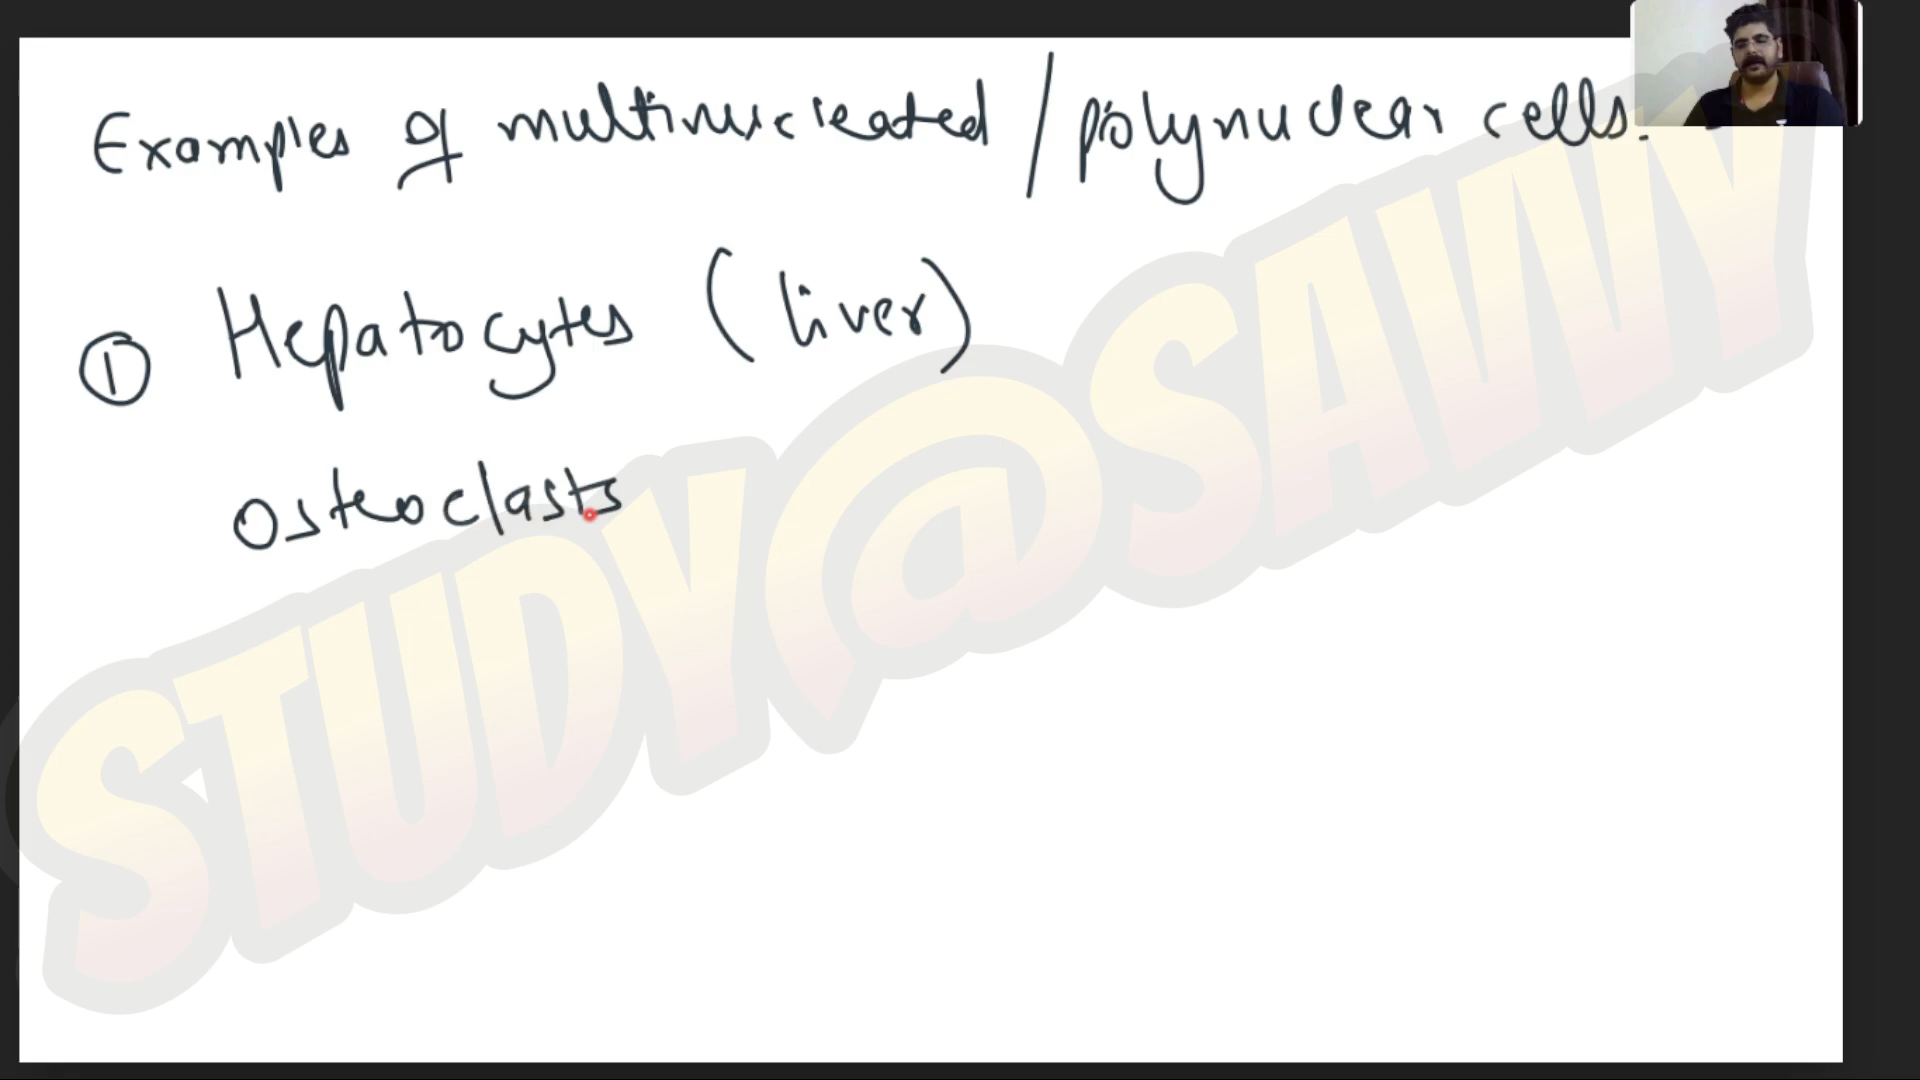 Examples of multinucleated / polynuclear cells.
① Hepatocytes (liver)
Osteoclasts
STUDY@SAVVY